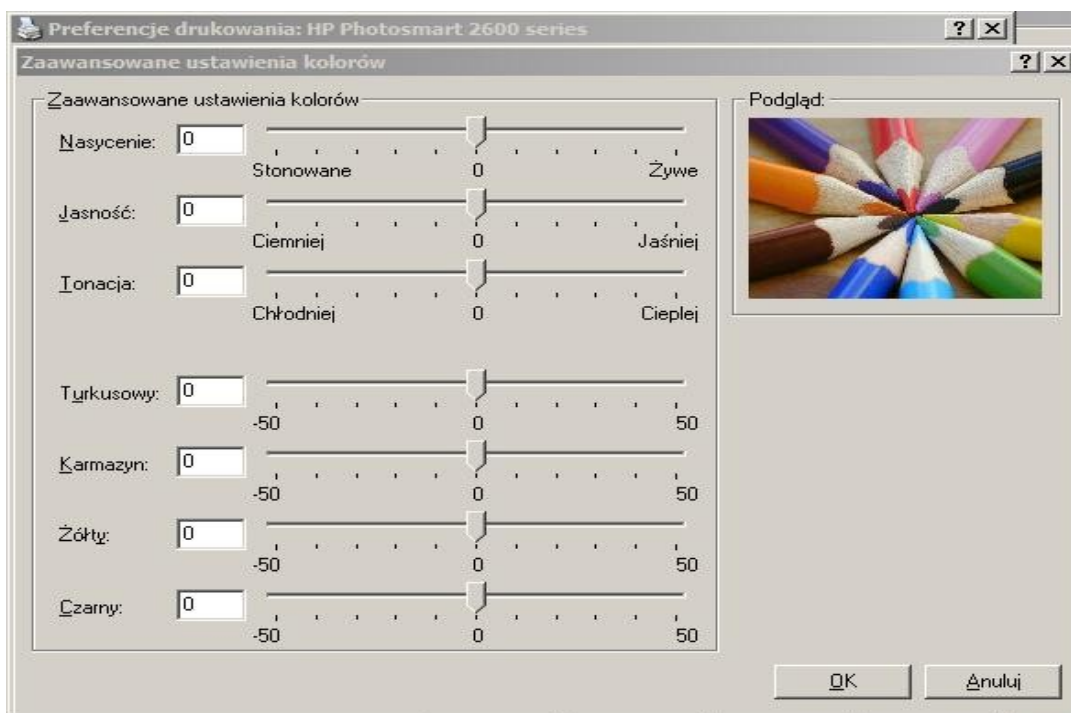 Preferencje drukowania: HP Photosmart 2600 series
Zaawansowane ustawienia kolorów
Zaawansowane ustawienia kolorów
Podgląd:
Nasycenie: 0
Stonowane 0 Żywe
Jasność: 0
Ciemniej 0 Jaśniej
Tonacja: 0
Chłodniej 0 Cieplej
Turkusowy: 0
-50 0 50
Karmazyn: 0
-50 0 50
Żółty: 0
-50 0 50
Czarny: 0
-50 0 50
OK Anuluj